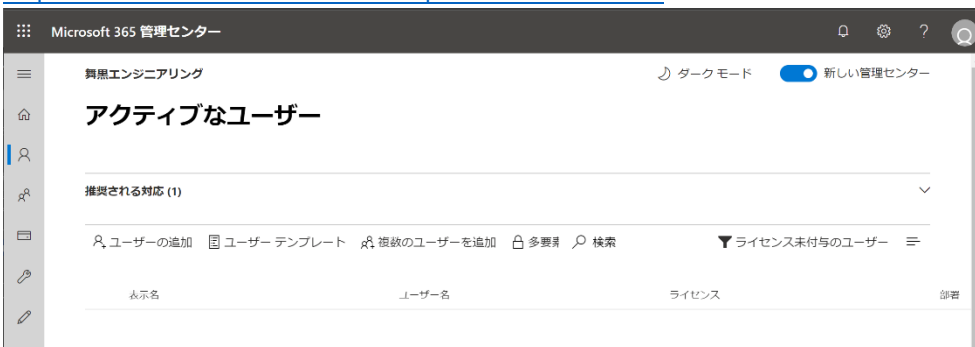 Microsoft 365 管理センター
舞黒エンジニアリング
ダーク モード
新しい管理センター
アクティブなユーザー
推奨される対応 (1)
ユーザーの追加 ユーザー テンプレート 複数のユーザーを追加 多要 検索 ライセンス未付与のユーザー
表示名 ユーザー名 ライセンス 部署